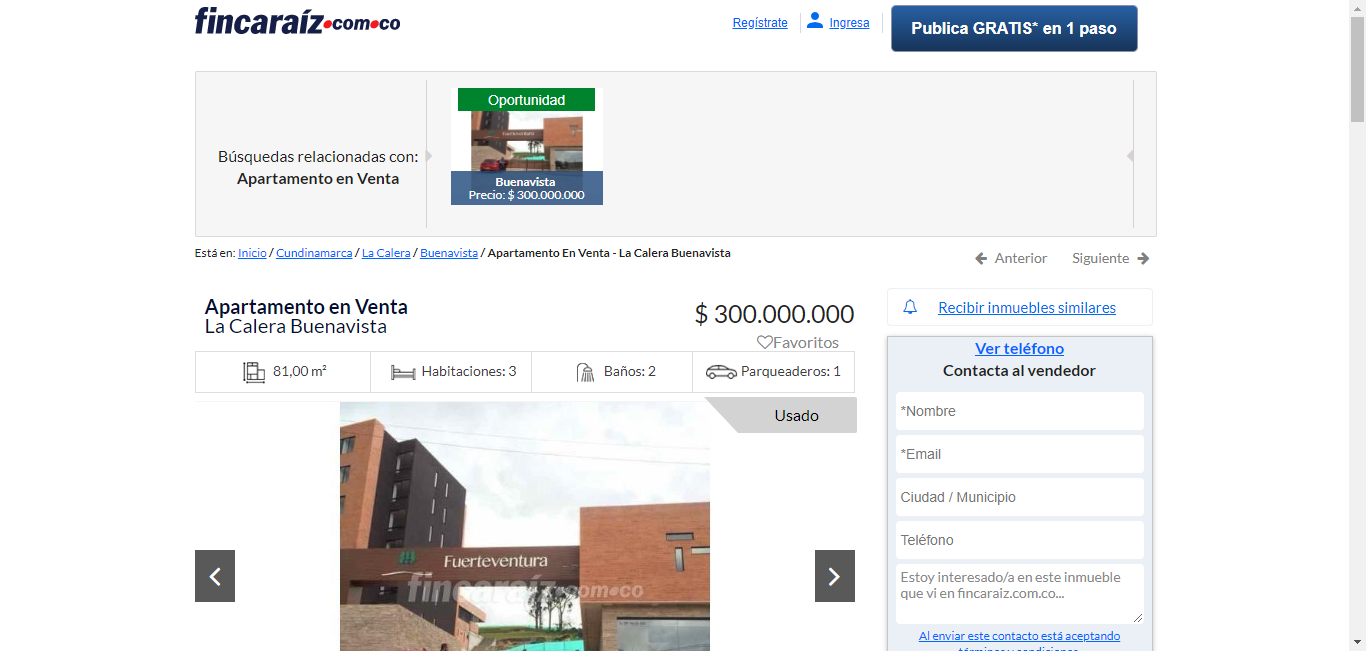 fincaraíz.com.co
Regístrate
Ingresa
Publica GRATIS* en 1 paso
Búsquedas relacionadas con:
Apartamento en Venta
Oportunidad
Fuerteventura
Buenavista
Precio: $ 300.000.000
Está en: Inicio / Cundinamarca / La Calera / Buenavista / Apartamento En Venta - La Calera Buenavista
Anterior
Siguiente
Apartamento en Venta
La Calera Buenavista
$ 300.000.000
Favoritos
81,00 m²
Habitaciones: 3
Baños: 2
Parqueaderos: 1
Usado
Fuerteventura
fincaraíz.com.co
Recibir inmuebles similares
Ver teléfono
Contacta al vendedor
*Nombre
*Email
Ciudad / Municipio
Teléfono
Estoy interesado/a en este inmueble
que vi en fincaraiz.com.co...
Al enviar este contacto está aceptando
términos y condiciones